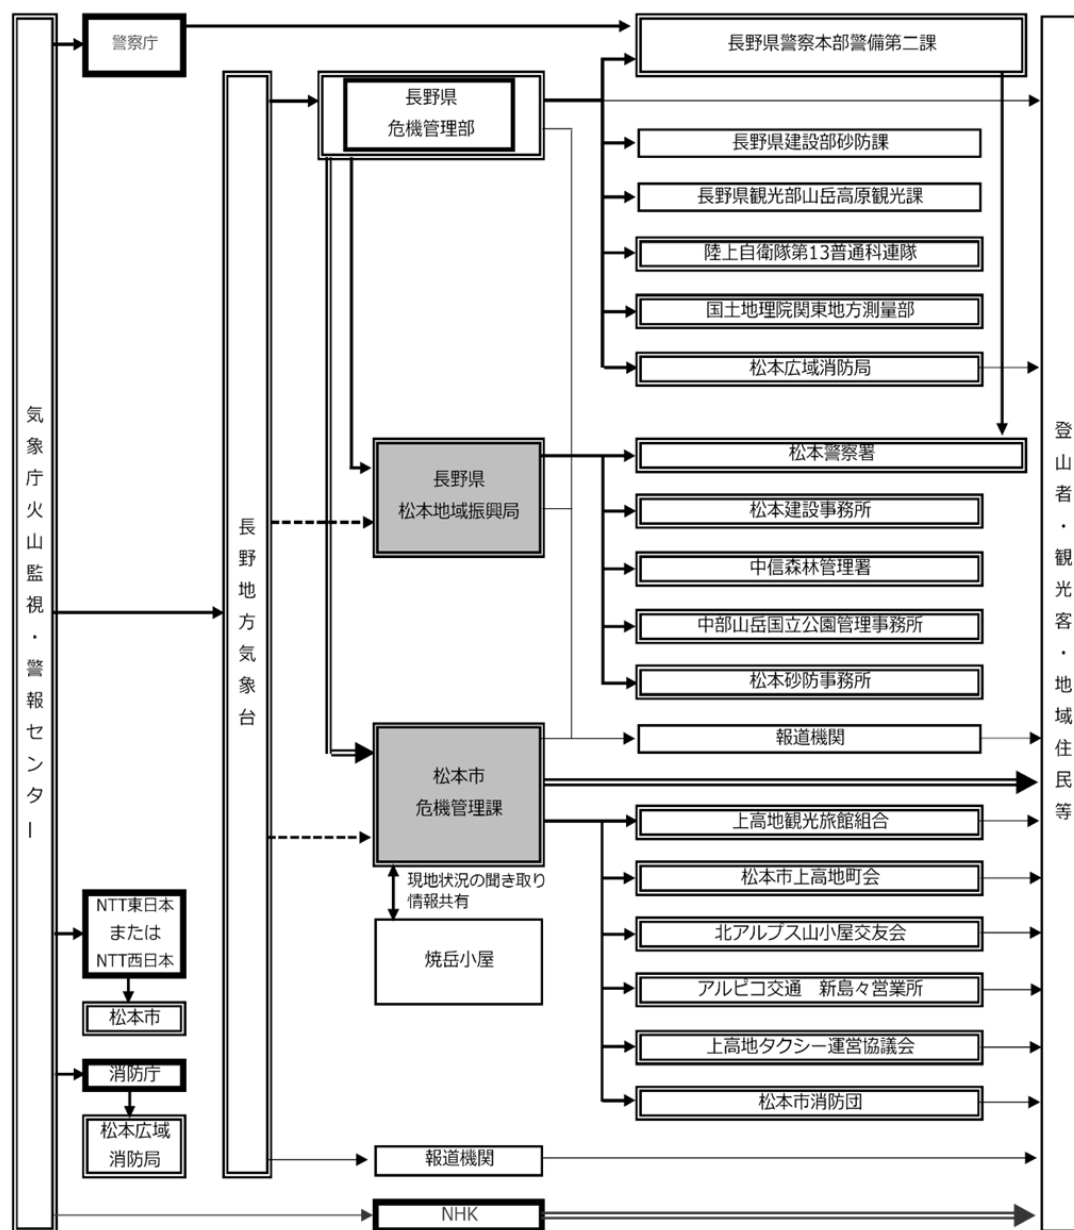 気象庁火山監視・警報センター
警察庁
長野県警察本部警備第二課
長野地方気象台
長野県
危機管理部
長野県建設部砂防課
長野県観光部山岳高原観光課
陸上自衛隊第13普通科連隊
国土地理院関東地方測量部
松本広域消防局
長野県
松本地域振興局
松本警察署
松本建設事務所
中信森林管理署
中部山岳国立公園管理事務所
松本砂防事務所
報道機関
松本市
危機管理課
現地状況の聞き取り
情報共有
焼岳小屋
上高地観光旅館組合
松本市上高地町会
北アルプス山小屋交友会
アルピコ交通　新島々営業所
上高地タクシー運営協議会
松本市消防団
NTT東日本
または
NTT西日本
松本市
消防庁
松本広域
消防局
報道機関
NHK
登山者・観光客・地域住民等